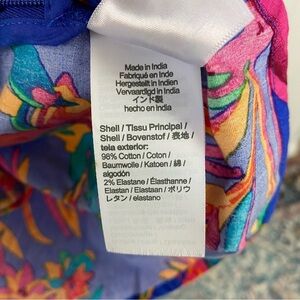 Made in India
Fabriqué en Inde
Hergestellt in Indien
Vervaardigd in India
インド製
hecho en India
Shell / Tissu Principal /
Shell / Bovenstof / 表地 /
tela exterior:
98% Cotton / Coton /
Baumwolle / Katoen / 綿 /
algodón
2% Elastane / Élasthanne /
Elastan / Elastaan / ポリウ
レタン / elastano